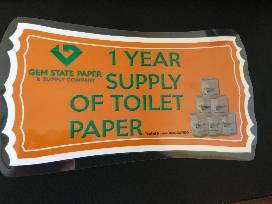 GEM STATE PAPER
& SUPPLY COMPANY
1 YEAR
SUPPLY
OF TOILET
PAPER